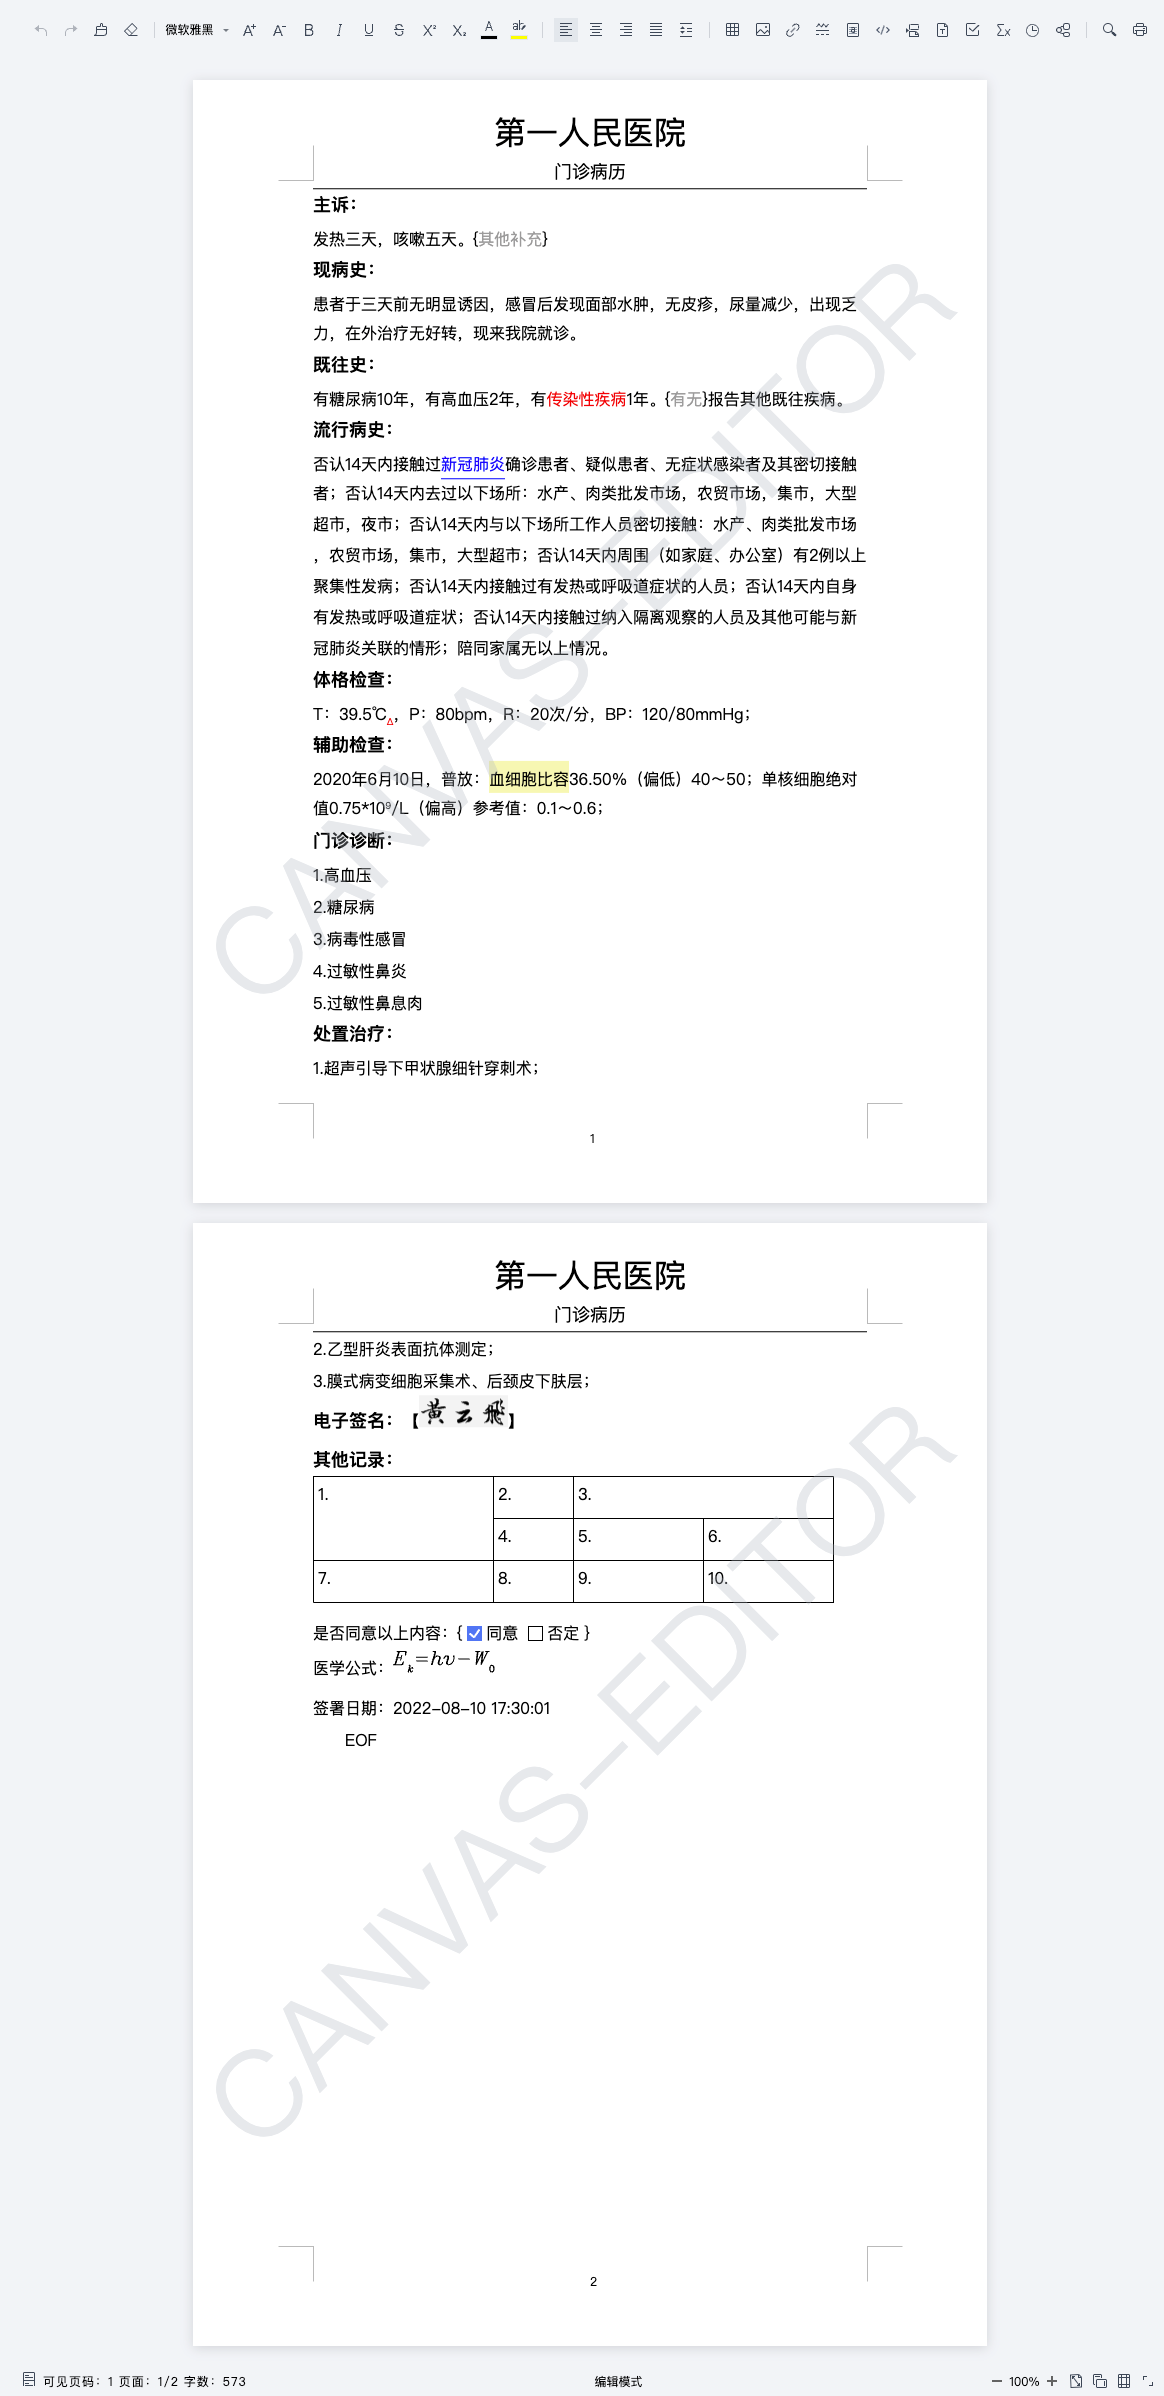 微软雅黑
第一人民医院
门诊病历
主诉：
发热三天，咳嗽五天。{其他补充}
现病史：
患者于三天前无明显诱因，感冒后发现面部水肿，无皮疹，尿量减少，出现乏
力，在外治疗无好转，现来我院就诊。
既往史：
有糖尿病10年，有高血压2年，有传染性疾病1年。{有无}报告其他既往疾病。
流行病史：
否认14天内接触过新冠肺炎确诊患者、疑似患者、无症状感染者及其密切接触
者；否认14天内去过以下场所：水产、肉类批发市场，农贸市场，集市，大型
超市，夜市；否认14天内与以下场所工作人员密切接触：水产、肉类批发市场
，农贸市场，集市，大型超市；否认14天内周围（如家庭、办公室）有2例以上
聚集性发病；否认14天内接触过有发热或呼吸道症状的人员；否认14天内自身
有发热或呼吸道症状；否认14天内接触过纳入隔离观察的人员及其他可能与新
冠肺炎关联的情形；陪同家属无以上情况。
体格检查：
T：39.5℃△，P：80bpm，R：20次/分，BP：120/80mmHg；
辅助检查：
2020年6月10日，普放：血细胞比容36.50%（偏低）40～50；单核细胞绝对
值0.75*10⁹/L（偏高）参考值：0.1～0.6；
门诊诊断：
1.高血压
2.糖尿病
3.病毒性感冒
4.过敏性鼻炎
5.过敏性鼻息肉
处置治疗：
1.超声引导下甲状腺细针穿刺术；
CANVAS-EDITOR
1
第一人民医院
门诊病历
2.乙型肝炎表面抗体测定；
3.膜式病变细胞采集术、后颈皮下肤层；
电子签名：【黄云飛】
其他记录：
1. 2. 3.
4. 5. 6.
7. 8. 9. 10.
是否同意以上内容：{ ☑ 同意 ☐ 否定 }
医学公式：Eₖ=hυ−W₀
签署日期：2022-08-10 17:30:01
EOF
CANVAS-EDITOR
2
可见页码：1 页面：1/2 字数：573
编辑模式
100%